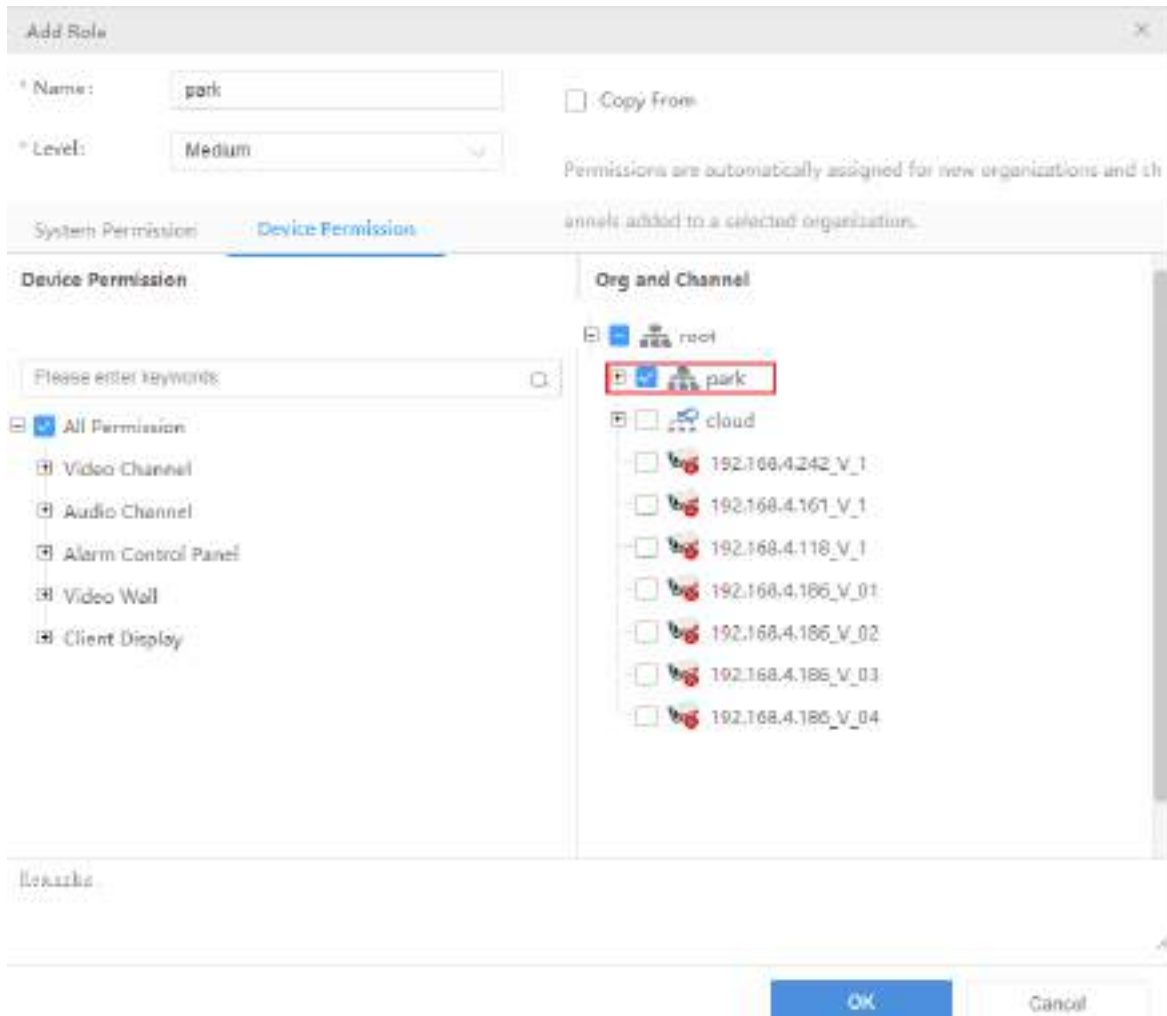 Add Role
* Name:
park
Copy From
* Level:
Medium
Permissions are automatically assigned for new organizations and ch
annels added to a selected organization.
System Permission
Device Permission
Device Permission
Please enter keywords
All Permission
Video Channel
Audio Channel
Alarm Control Panel
Video Wall
Client Display
Org and Channel
root
park
cloud
192.168.4.242_V_1
192.168.4.161_V_1
192.168.4.118_V_1
192.168.4.186_V_01
192.168.4.186_V_02
192.168.4.186_V_03
192.168.4.186_V_04
Remarks
OK
Cancel